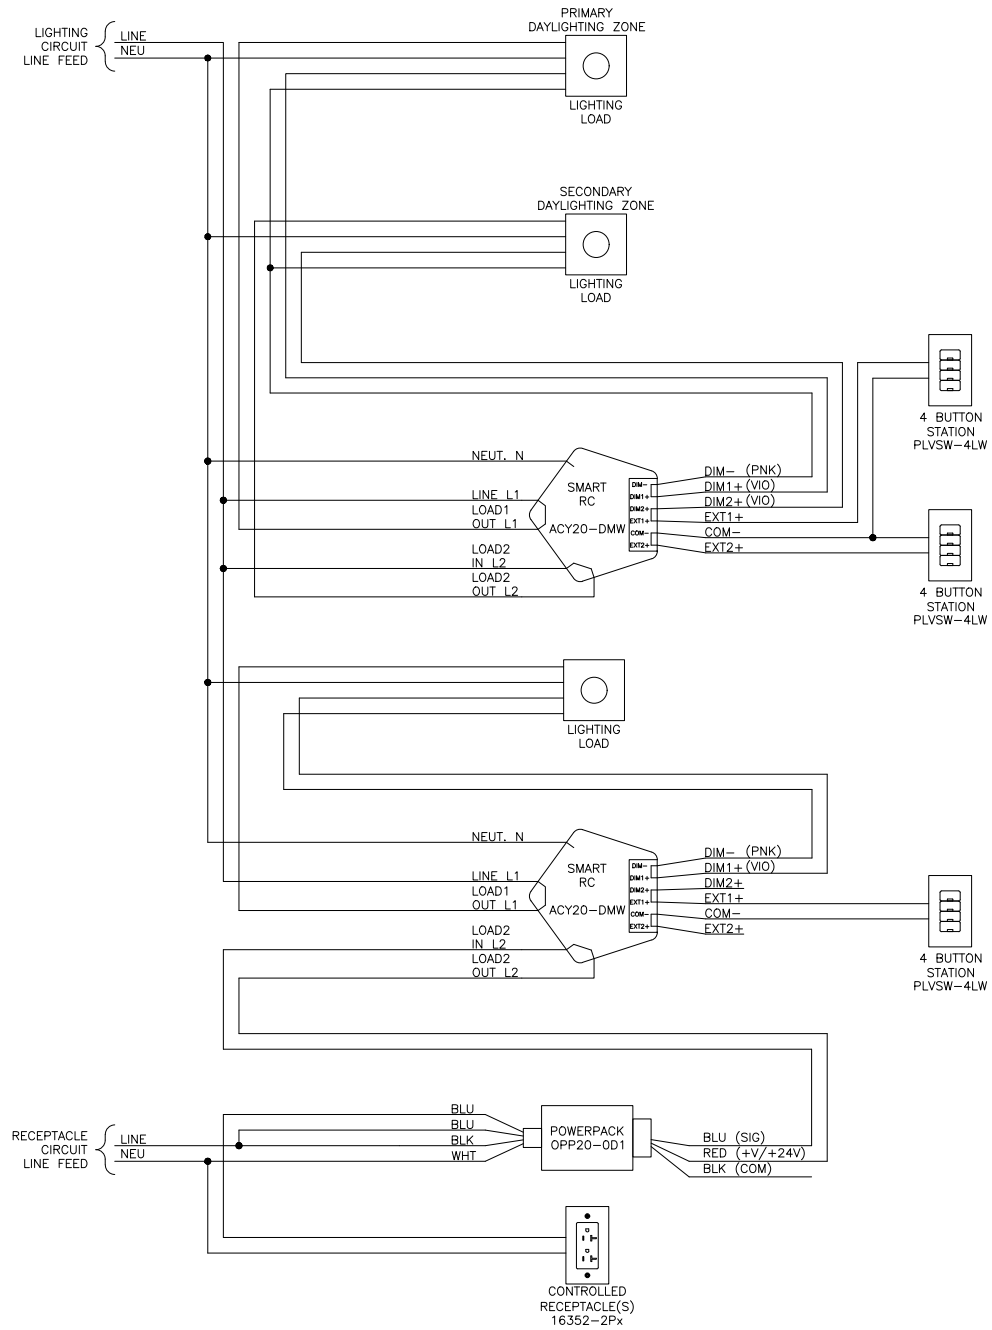 PRIMARY
DAYLIGHTING ZONE
LIGHTING
CIRCUIT
LINE FEED
LINE
NEU
LIGHTING
LOAD
SECONDARY
DAYLIGHTING ZONE
LIGHTING
LOAD
4 BUTTON
STATION
PLVSW-4LW
NEUT. N
LINE L1
LOAD1
OUT L1
LOAD2
IN L2
LOAD2
OUT L2
SMART
RC
ACY20-DMW
DIM-
DIM1+
DIM2+
EXT1+
COM-
EXT2+
DIM- (PNK)
DIM1+ (VIO)
DIM2+ (VIO)
EXT1+
COM-
EXT2+
4 BUTTON
STATION
PLVSW-4LW
LIGHTING
LOAD
NEUT. N
LINE L1
LOAD1
OUT L1
LOAD2
IN L2
LOAD2
OUT L2
SMART
RC
ACY20-DMW
DIM-
DIM1+
DIM2+
EXT1+
COM-
EXT2+
DIM- (PNK)
DIM1+ (VIO)
DIM2+
EXT1+
COM-
EXT2+
4 BUTTON
STATION
PLVSW-4LW
RECEPTACLE
CIRCUIT
LINE FEED
LINE
NEU
BLU
BLU
BLK
WHT
POWERPACK
OPP20-0D1
BLU (SIG)
RED (+V/+24V)
BLK (COM)
CONTROLLED
RECEPTACLE(S)
16352-2Px